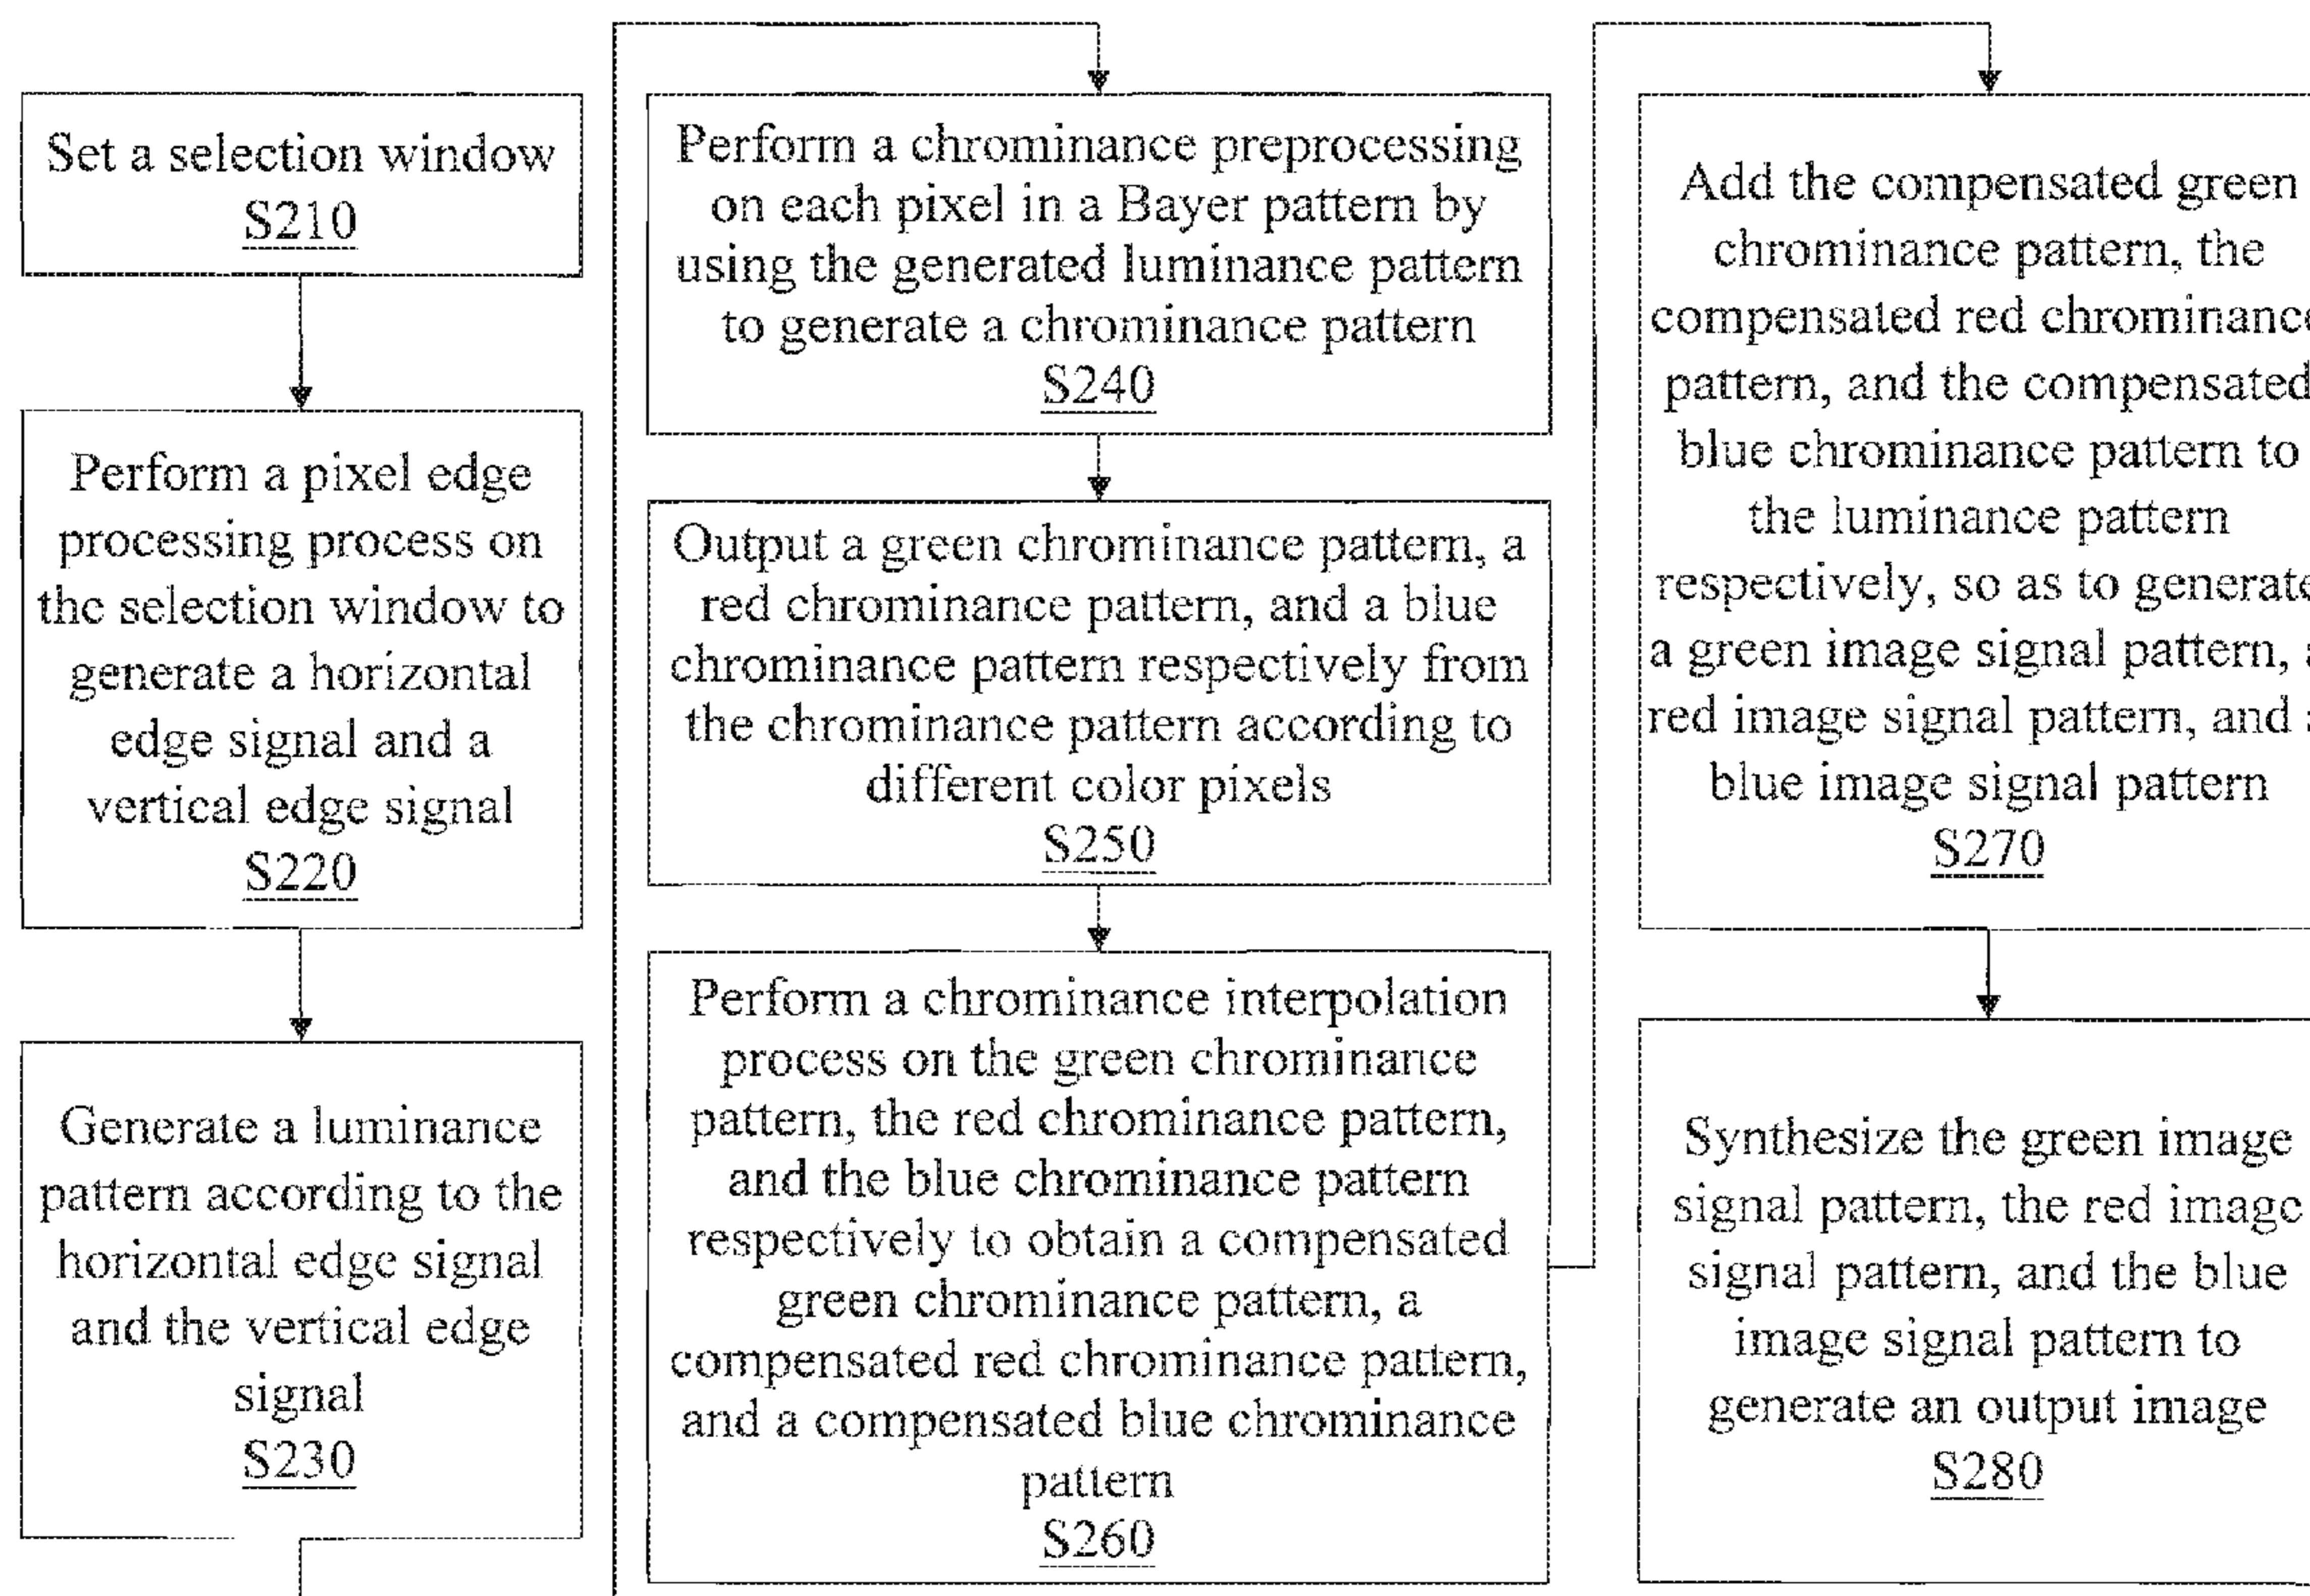 Set a selection window
S210
Perform a pixel edge
processing process on
the selection window to
generate a horizontal
edge signal and a
vertical edge signal
S220
Generate a luminance
pattern according to the
horizontal edge signal
and the vertical edge
signal
S230
Perform a chrominance preprocessing
on each pixel in a Bayer pattern by
using the generated luminance pattern
to generate a chrominance pattern
S240
Output a green chrominance pattern, a
red chrominance pattern, and a blue
chrominance pattern respectively from
the chrominance pattern according to
different color pixels
S250
Perform a chrominance interpolation
process on the green chrominance
pattern, the red chrominance pattern,
and the blue chrominance pattern
respectively to obtain a compensated
green chrominance pattern, a
compensated red chrominance pattern,
and a compensated blue chrominance
pattern
S260
Add the compensated green
chrominance pattern, the
compensated red chrominance
pattern, and the compensated
blue chrominance pattern to
the luminance pattern
respectively, so as to generate
a green image signal pattern, a
red image signal pattern, and a
blue image signal pattern
S270
Synthesize the green image
signal pattern, the red image
signal pattern, and the blue
image signal pattern to
generate an output image
S280